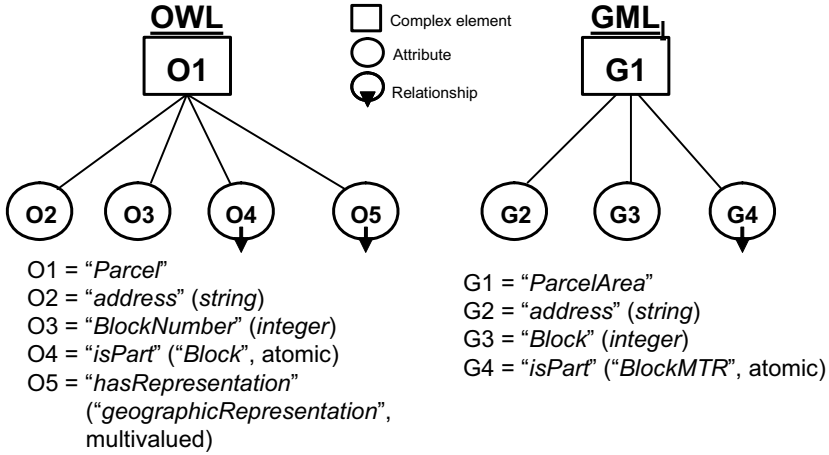 OWL
Complex element
GML
O1
Attribute
G1
Relationship
O2 O3 O4 O5 G2 G3 G4
O1 = “Parcel”
O2 = “address” (string)
O3 = “BlockNumber” (integer)
O4 = “isPart” (“Block”, atomic)
O5 = “hasRepresentation”
(“geographicRepresentation”,
multivalued)
G1 = “ParcelArea”
G2 = “address” (string)
G3 = “Block” (integer)
G4 = “isPart” (“BlockMTR”, atomic)